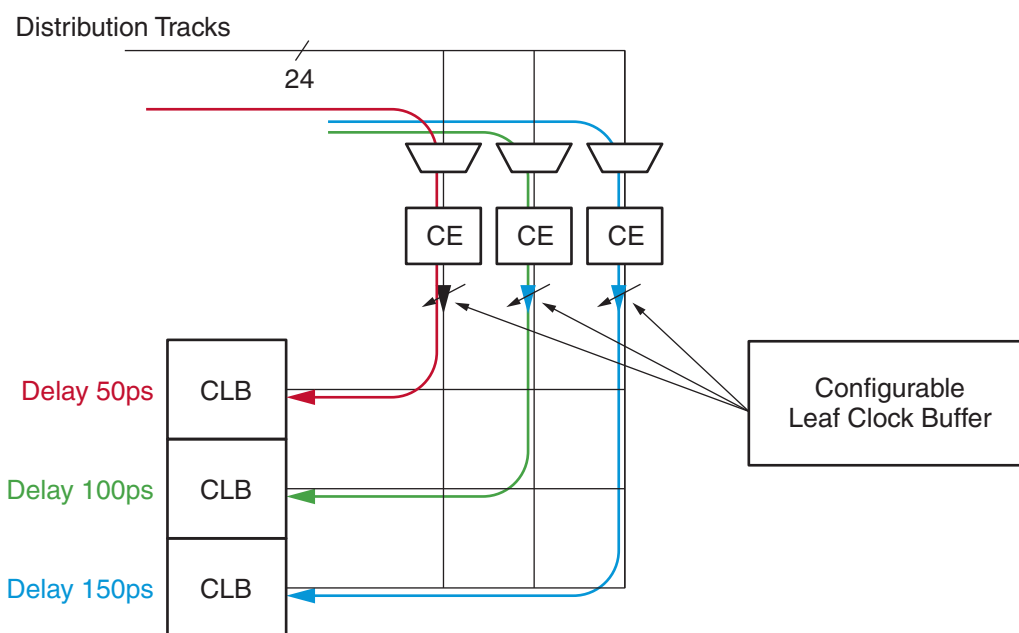 Distribution Tracks
24
CE
CE
CE
Delay 50ps
CLB
Configurable
Leaf Clock Buffer
Delay 100ps
CLB
Delay 150ps
CLB